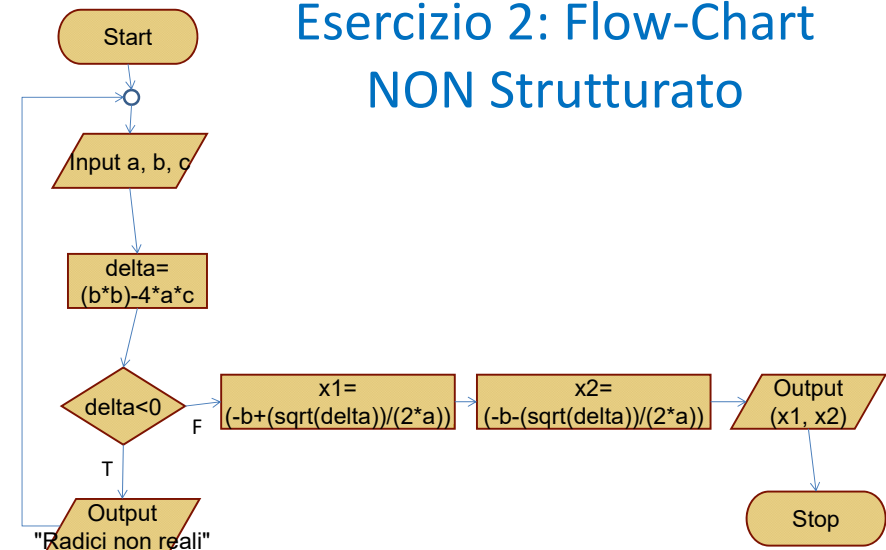 Esercizio 2: Flow-Chart
NON Strutturato
Start
Input a, b, c
delta=
(b*b)-4*a*c
delta<0
F
T
x1=
(-b+(sqrt(delta))/(2*a))
x2=
(-b-(sqrt(delta))/(2*a))
Output
(x1, x2)
Output
"Radici non reali"
Stop